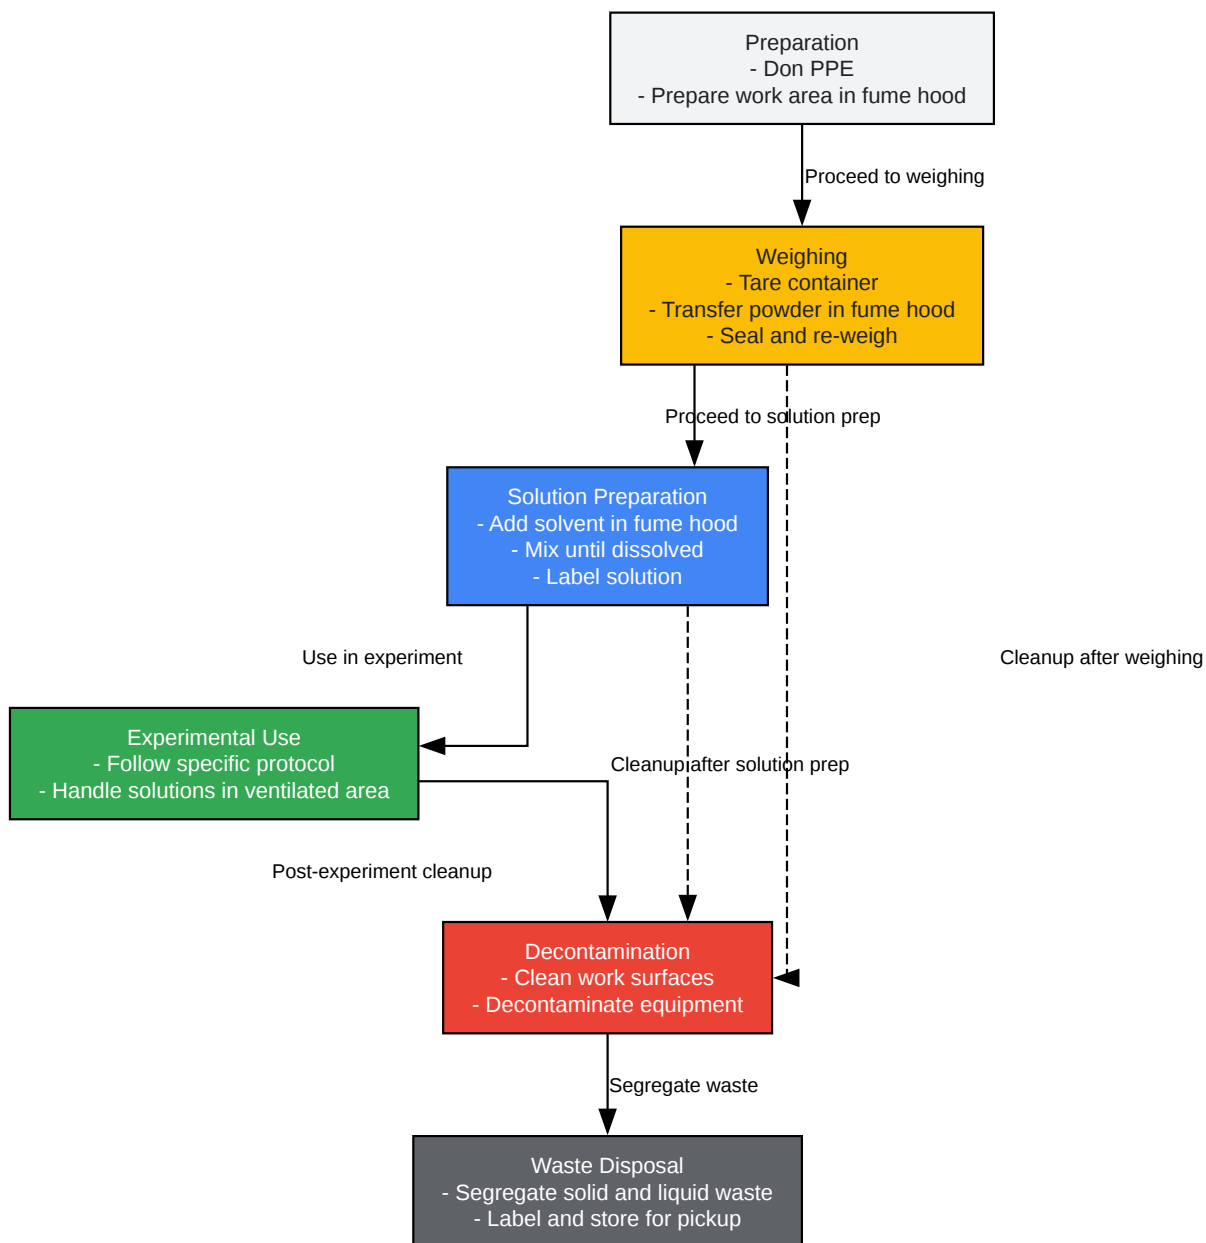 Preparation
- Don PPE
- Prepare work area in fume hood
Proceed to weighing
Weighing
- Tare container
- Transfer powder in fume hood
- Seal and re-weigh
Proceed to solution prep
Solution Preparation
- Add solvent in fume hood
- Mix until dissolved
- Label solution
Use in experiment
Cleanup after weighing
Experimental Use
- Follow specific protocol
- Handle solutions in ventilated area
Cleanup after solution prep
Post-experiment cleanup
Decontamination
- Clean work surfaces
- Decontaminate equipment
Segregate waste
Waste Disposal
- Segregate solid and liquid waste
- Label and store for pickup